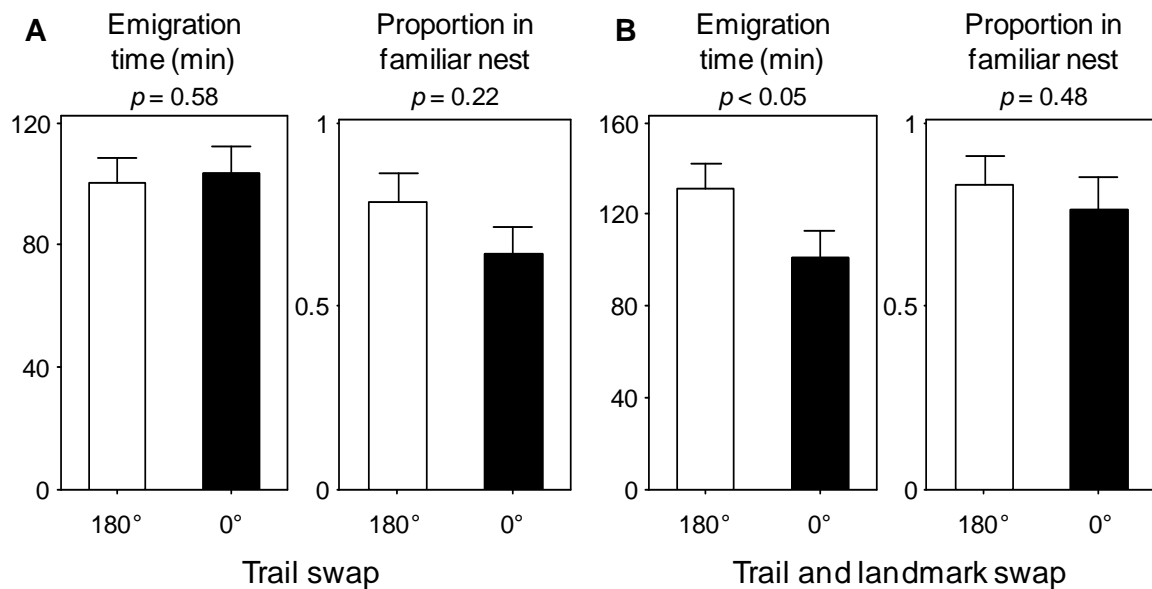 A
Emigration
time (min)
p = 0.58
120
80
40
0
180°
0°
Proportion in
familiar nest
p = 0.22
1
0.5
0
180°
0°
Trail swap
B
Emigration
time (min)
p < 0.05
160
120
80
40
0
180°
0°
Proportion in
familiar nest
p = 0.48
1
0.5
0
180°
0°
Trail and landmark swap